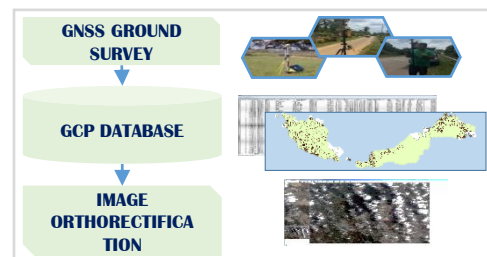 GNSS GROUND
SURVEY
GCP DATABASE
IMAGE
ORTHORECTIFICA
TION